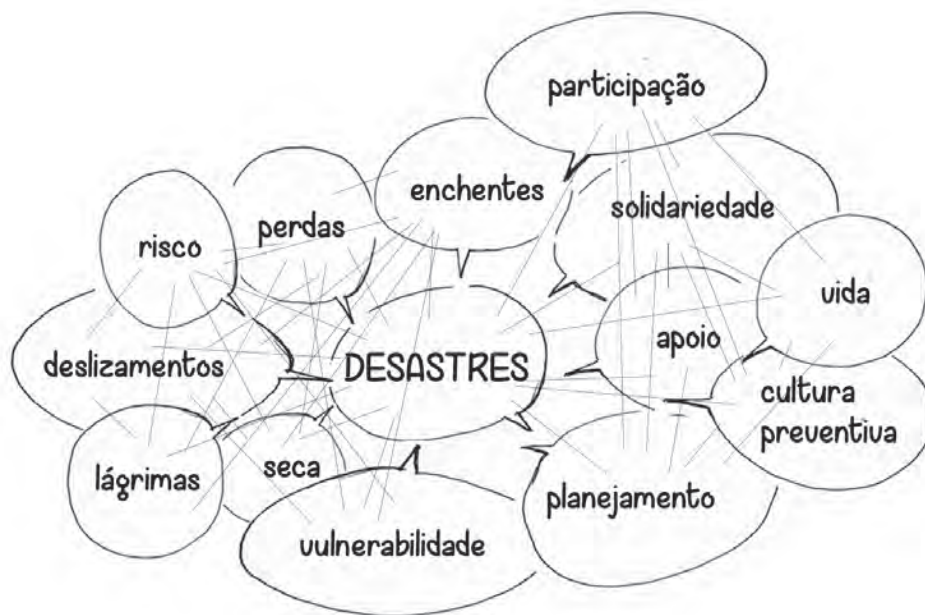 participação
enchentes
solidariedade
perdas
risco
vida
apoio
deslizamentos
DESASTRES
cultura
preventiva
lágrimas
seca
planejamento
vulnerabilidade